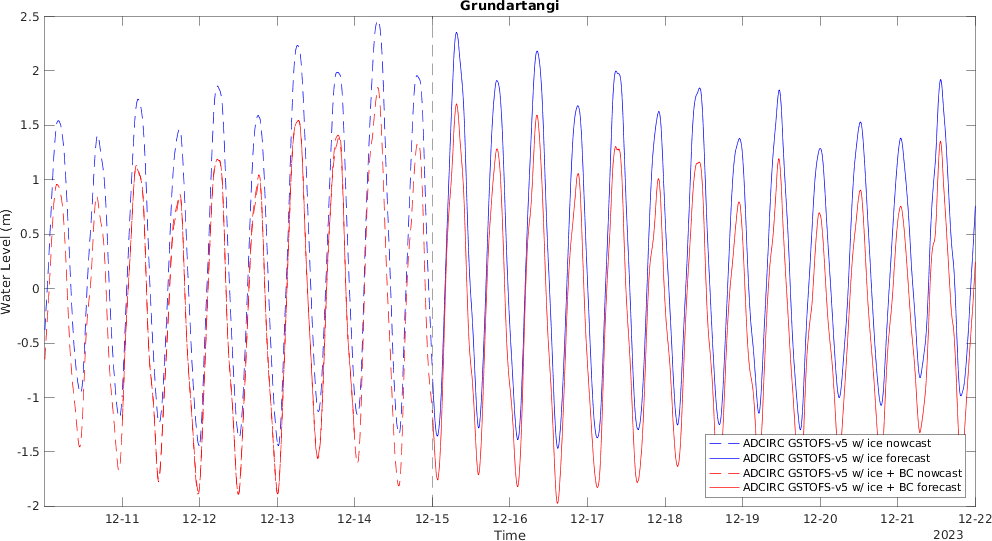 Grundartangi
Water Level (m)
2.5
2
1.5
1
0.5
0
-0.5
-1
-1.5
-2
ADCIRC GSTOFS-v5 w/ ice nowcast
ADCIRC GSTOFS-v5 w/ ice forecast
ADCIRC GSTOFS-v5 w/ ice + BC nowcast
ADCIRC GSTOFS-v5 w/ ice + BC forecast
12-11 12-12 12-13 12-14 12-15 12-16 12-17 12-18 12-19 12-20 12-21 12-22
Time
2023